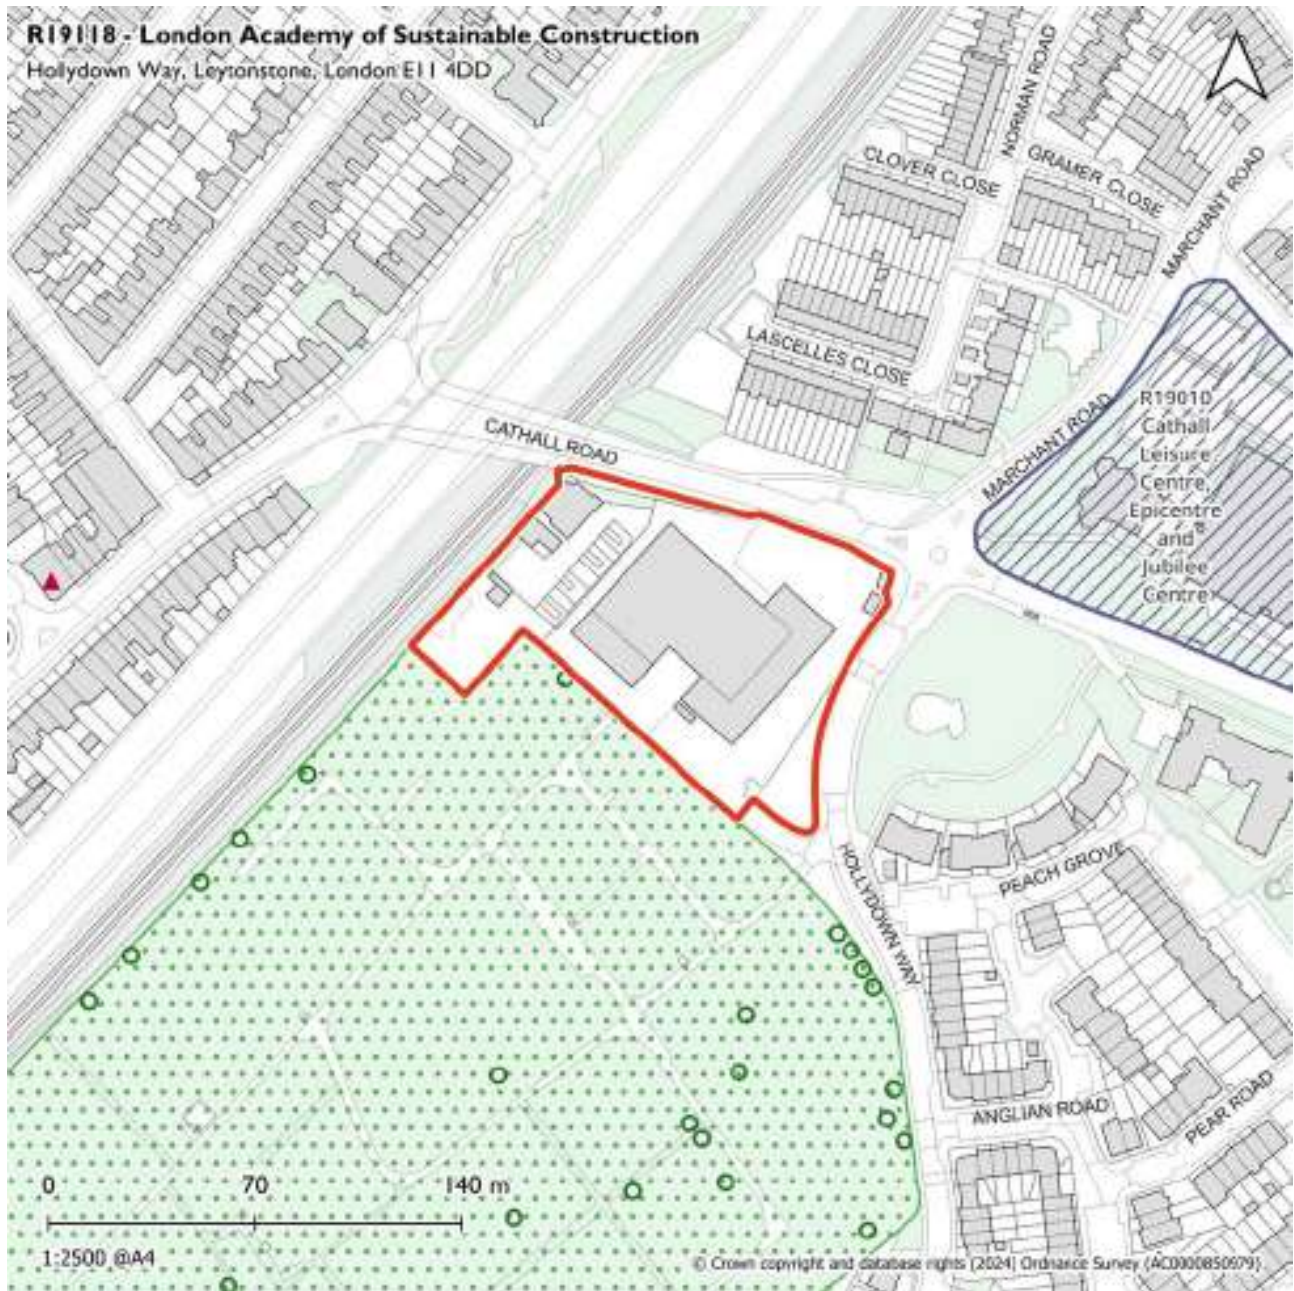 R19118 - London Academy of Sustainable Construction
Hollydown Way, Leytonstone, London E11 4DD
NORMAN ROAD
CLOVER CLOSE
GRAMER CLOSE
MARCHANT ROAD
LASCELLES CLOSE
CATHALL ROAD
MARCHANT ROAD
R19010
Cathall
Leisure
Centre,
Epicentre
and
Jubilee
Centre
HOLLYDOWN WAY
PEACH GROVE
ANGLIAN ROAD
PEAR ROAD
0 70 140 m
1:2500 @A4
© Crown copyright and database rights (2024) Ordnance Survey (AC0000850979).